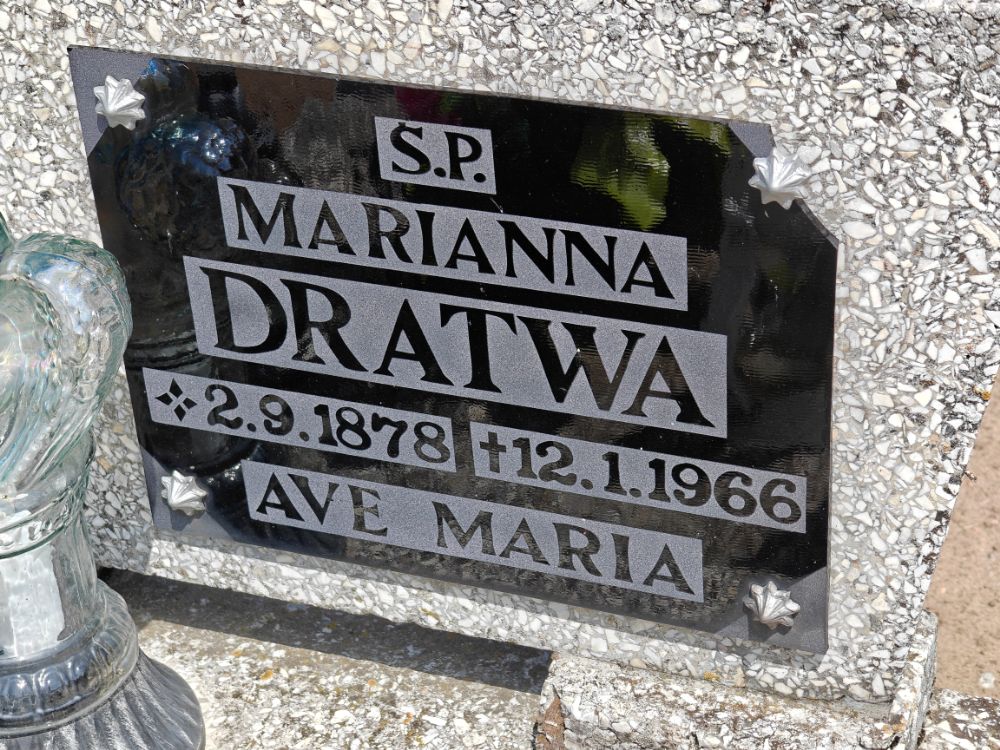 Ś.P.
MARIANNA
DRATWA
2.9.1878 †12.1.1966
AVE MARIA